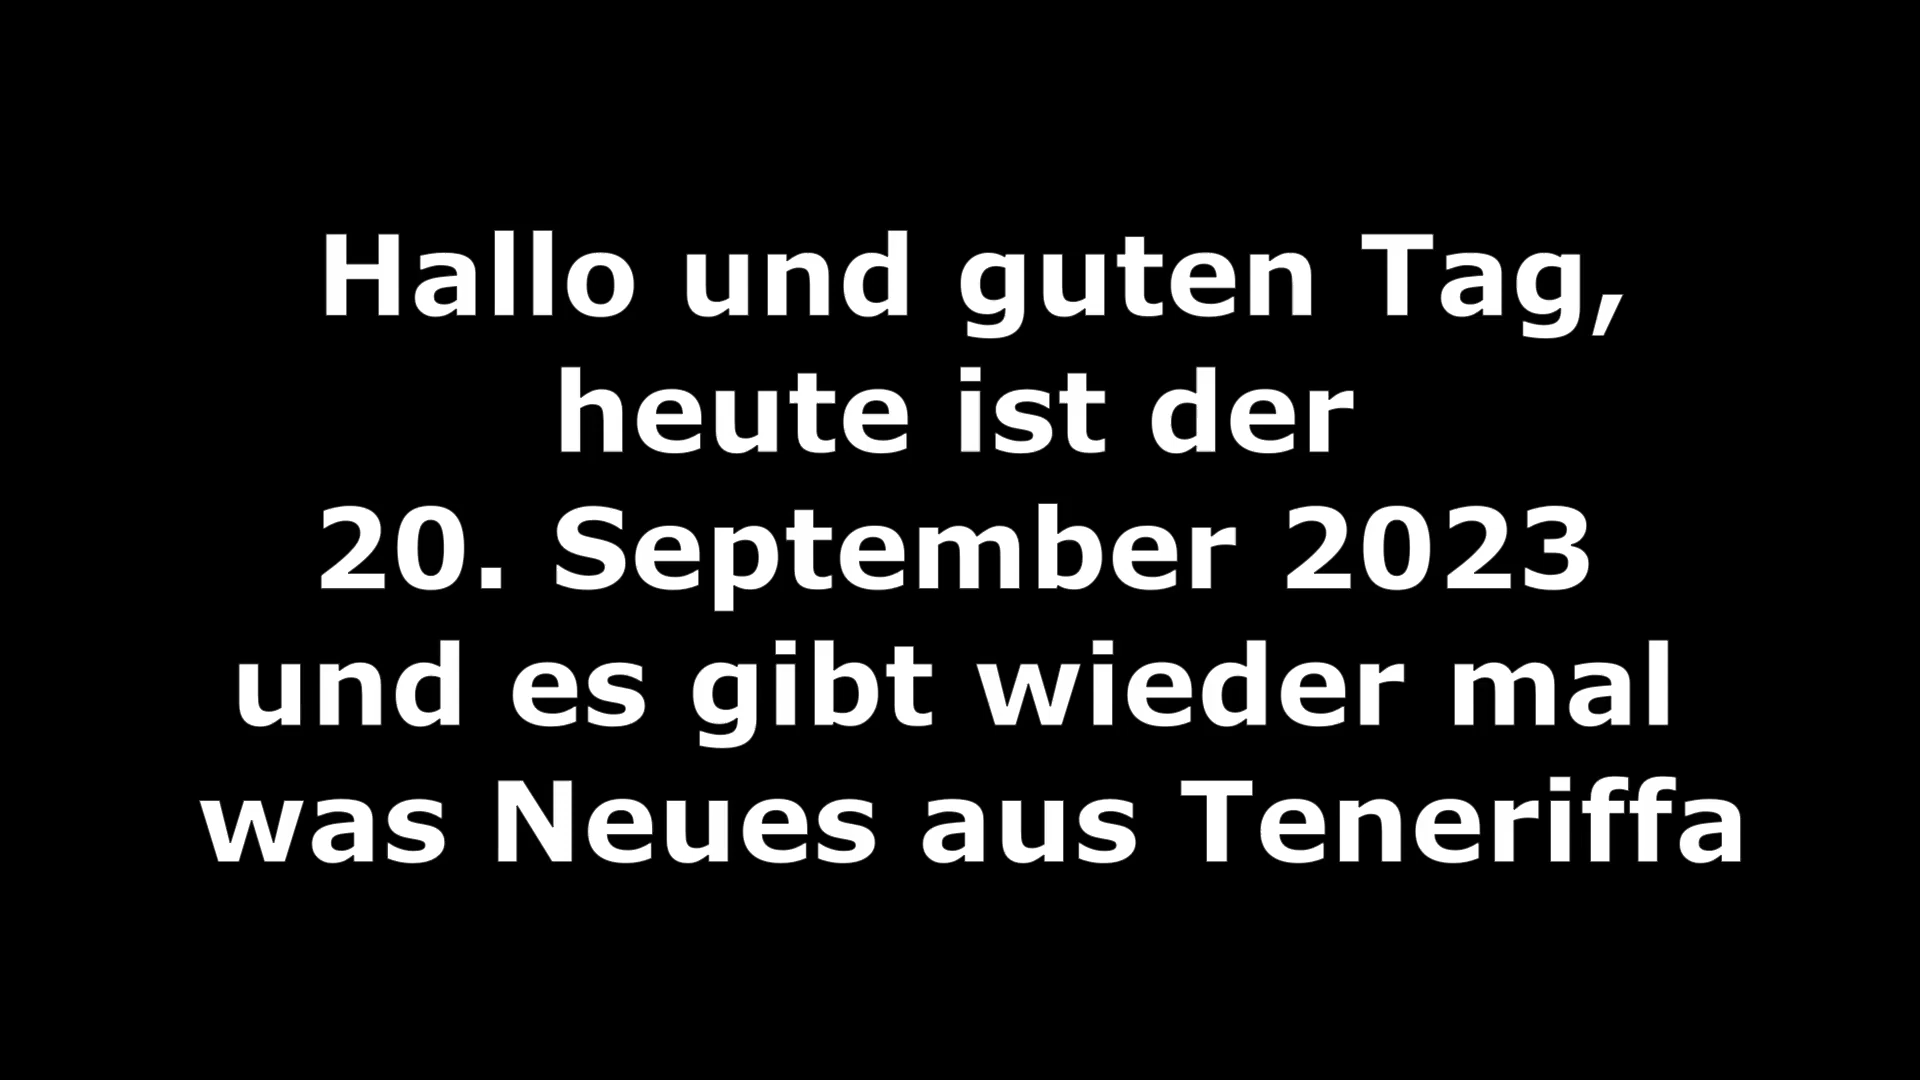 Hallo und guten Tag,
heute ist der
20. September 2023
und es gibt wieder mal
was Neues aus Teneriffa